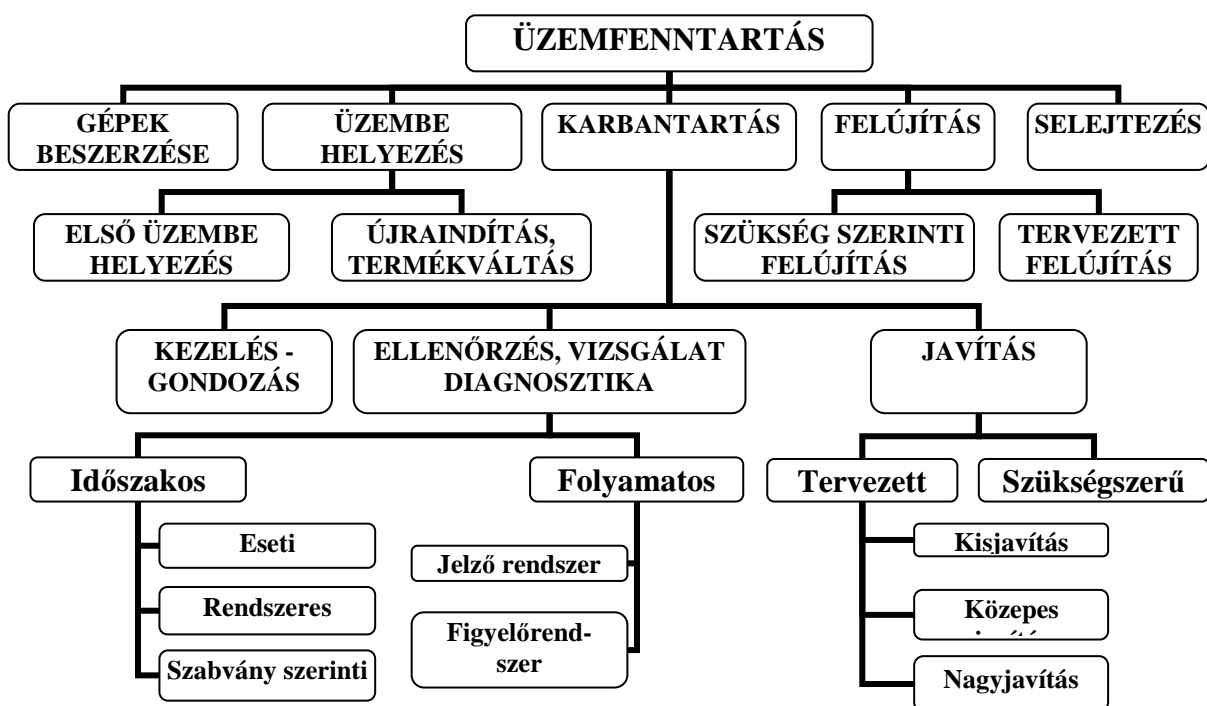 ÜZEMFENNTARTÁS
GÉPEK
BESZERZÉSE
ÜZEMBE
HELYEZÉS
KARBANTARTÁS
FELÚJÍTÁS
SELEJTEZÉS
ELSŐ ÜZEMBE
HELYEZÉS
ÚJRAINDÍTÁS,
TERMÉKVÁLTÁS
SZÜKSÉG SZERINTI
FELÚJÍTÁS
TERVEZETT
FELÚJÍTÁS
KEZELÉS -
GONDOZÁS
ELLENŐRZÉS, VIZSGÁLAT
DIAGNOSZTIKA
JAVÍTÁS
Időszakos
Eseti
Rendszeres
Szabvány szerinti
Folyamatos
Jelző rendszer
Figyelőrend-
szer
Tervezett
Kisjavítás
Közepes
Nagyjavítás
Szükségszerű